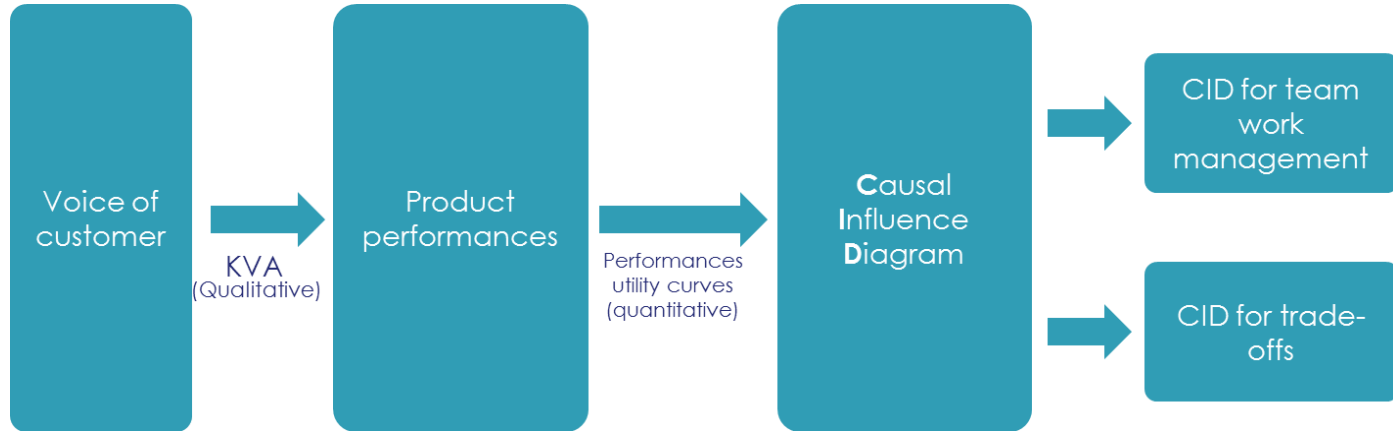 Voice of
customer
KVA
(Qualitative)
Product
performances
Performances
utility curves
(quantitative)
Causal
Influence
Diagram
CID for team
work
management
CID for trade-
offs